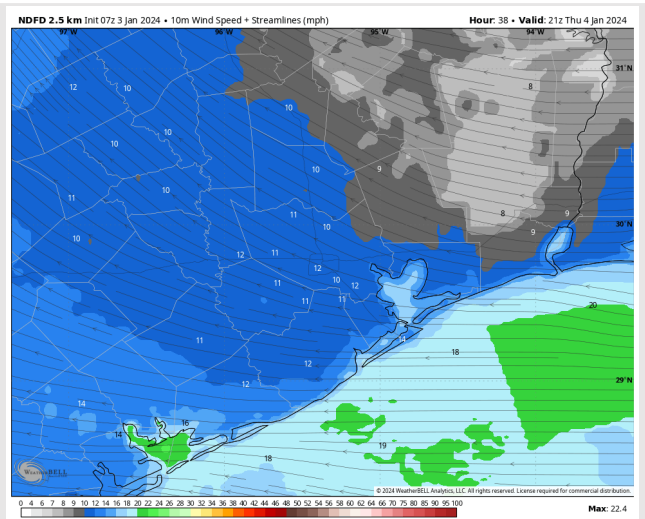 NDFD 2.5 km Init 07z 3 Jan 2024 • 10m Wind Speed + Streamlines (mph)
Hour: 38 • Valid: 21z Thu 4 Jan 2024
97°W 96°W 95°W 94°W
31°N
12 10 8
10
10 10
10 9
11 10
11 8 9
10 10 30°N
12 11
12
11 10 12
11 11
20
14
11 18
12
12 29°N
14
16
14
19
18
WEATHERBELL
© 2024 WeatherBELL Analytics, LLC. All rights reserved. License required for commercial distribution.
0 4 6 7 8 9 10 12 14 16 18 20 22 24 26 28 30 32 34 36 38 40 42 44 46 48 50 52 54 56 58 60 62 64 66 70 75 80 85 90 95 100
Max: 22.4